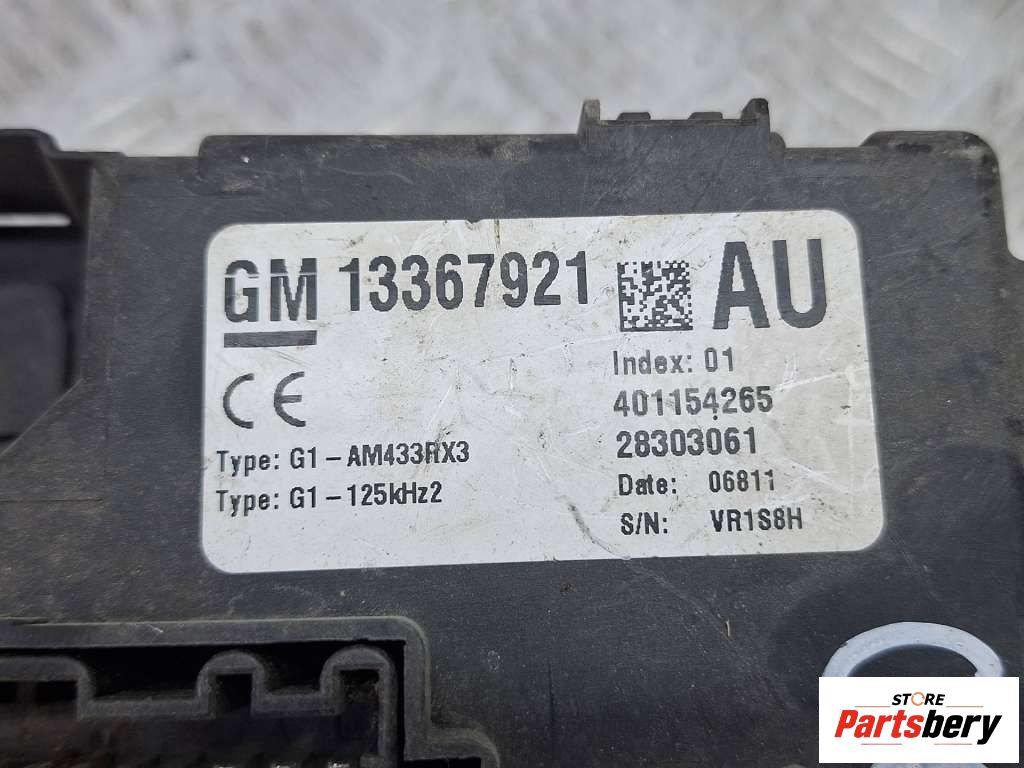 GM 13367921 AU
Index: 01
401154265
28303061
Type: G1-AM433RX3
Type: G1-125kHz2
Date: 06811
S/N: VR1S8H
CE
STORE
Partsbery